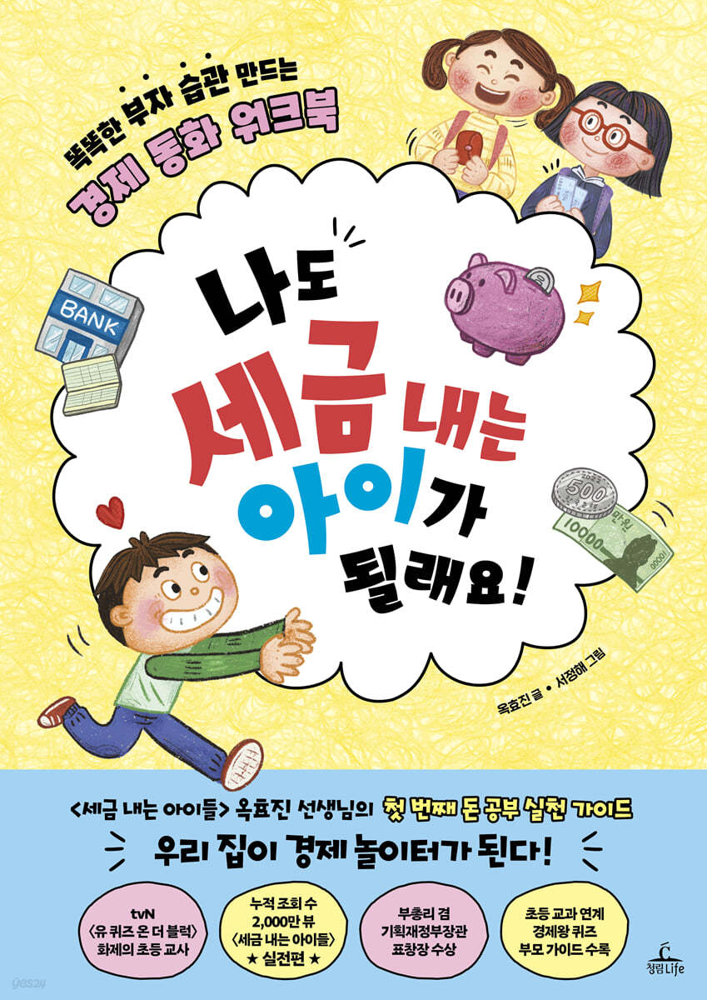 똑똑한 부자 습관 만드는
경제 동화 워크북
나도
세금 내는
아이가
될래요!
BANK
2022
500
한국은행
만원
10000
10000
옥효진 글 • 서정해 그림
<세금 내는 아이들> 옥효진 선생님의 첫 번째 돈 공부 실천 가이드
우리 집이 경제 놀이터가 된다!
tvN
<유 퀴즈 온 더 블럭>
화제의 초등 교사
누적 조회 수
2,000만 뷰
<세금 내는 아이들>
★ 실전편 ★
부총리 겸
기획재정부장관
표창장 수상
초등 교과 연계
경제왕 퀴즈
부모 가이드 수록
청림Life
yes24